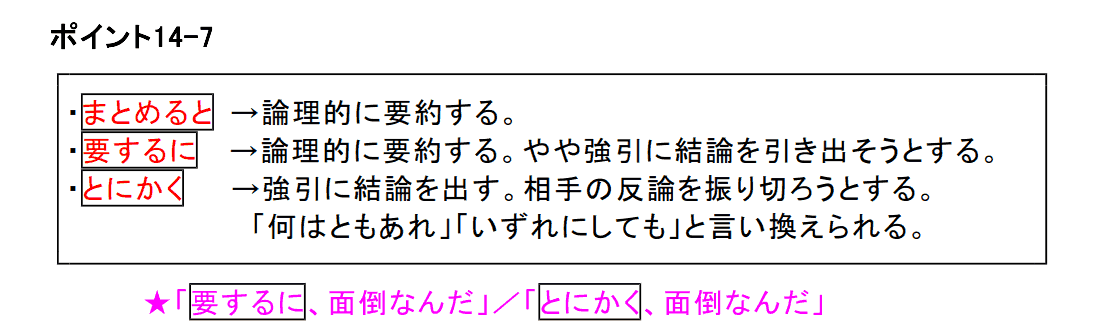 ポイント14-7
・まとめると →論理的に要約する。
・要するに →論理的に要約する。やや強引に結論を引き出そうとする。
・とにかく →強引に結論を出す。相手の反論を振り切ろうとする。
「何はともあれ」「いずれにしても」と言い換えられる。
★「要するに、面倒なんだ」／「とにかく、面倒なんだ」